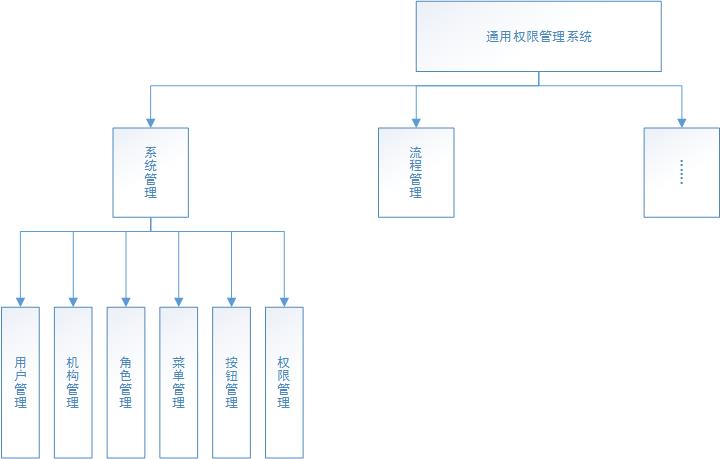 通用权限管理系统
系统管理
流程管理
……
用户管理
机构管理
角色管理
菜单管理
按钮管理
权限管理